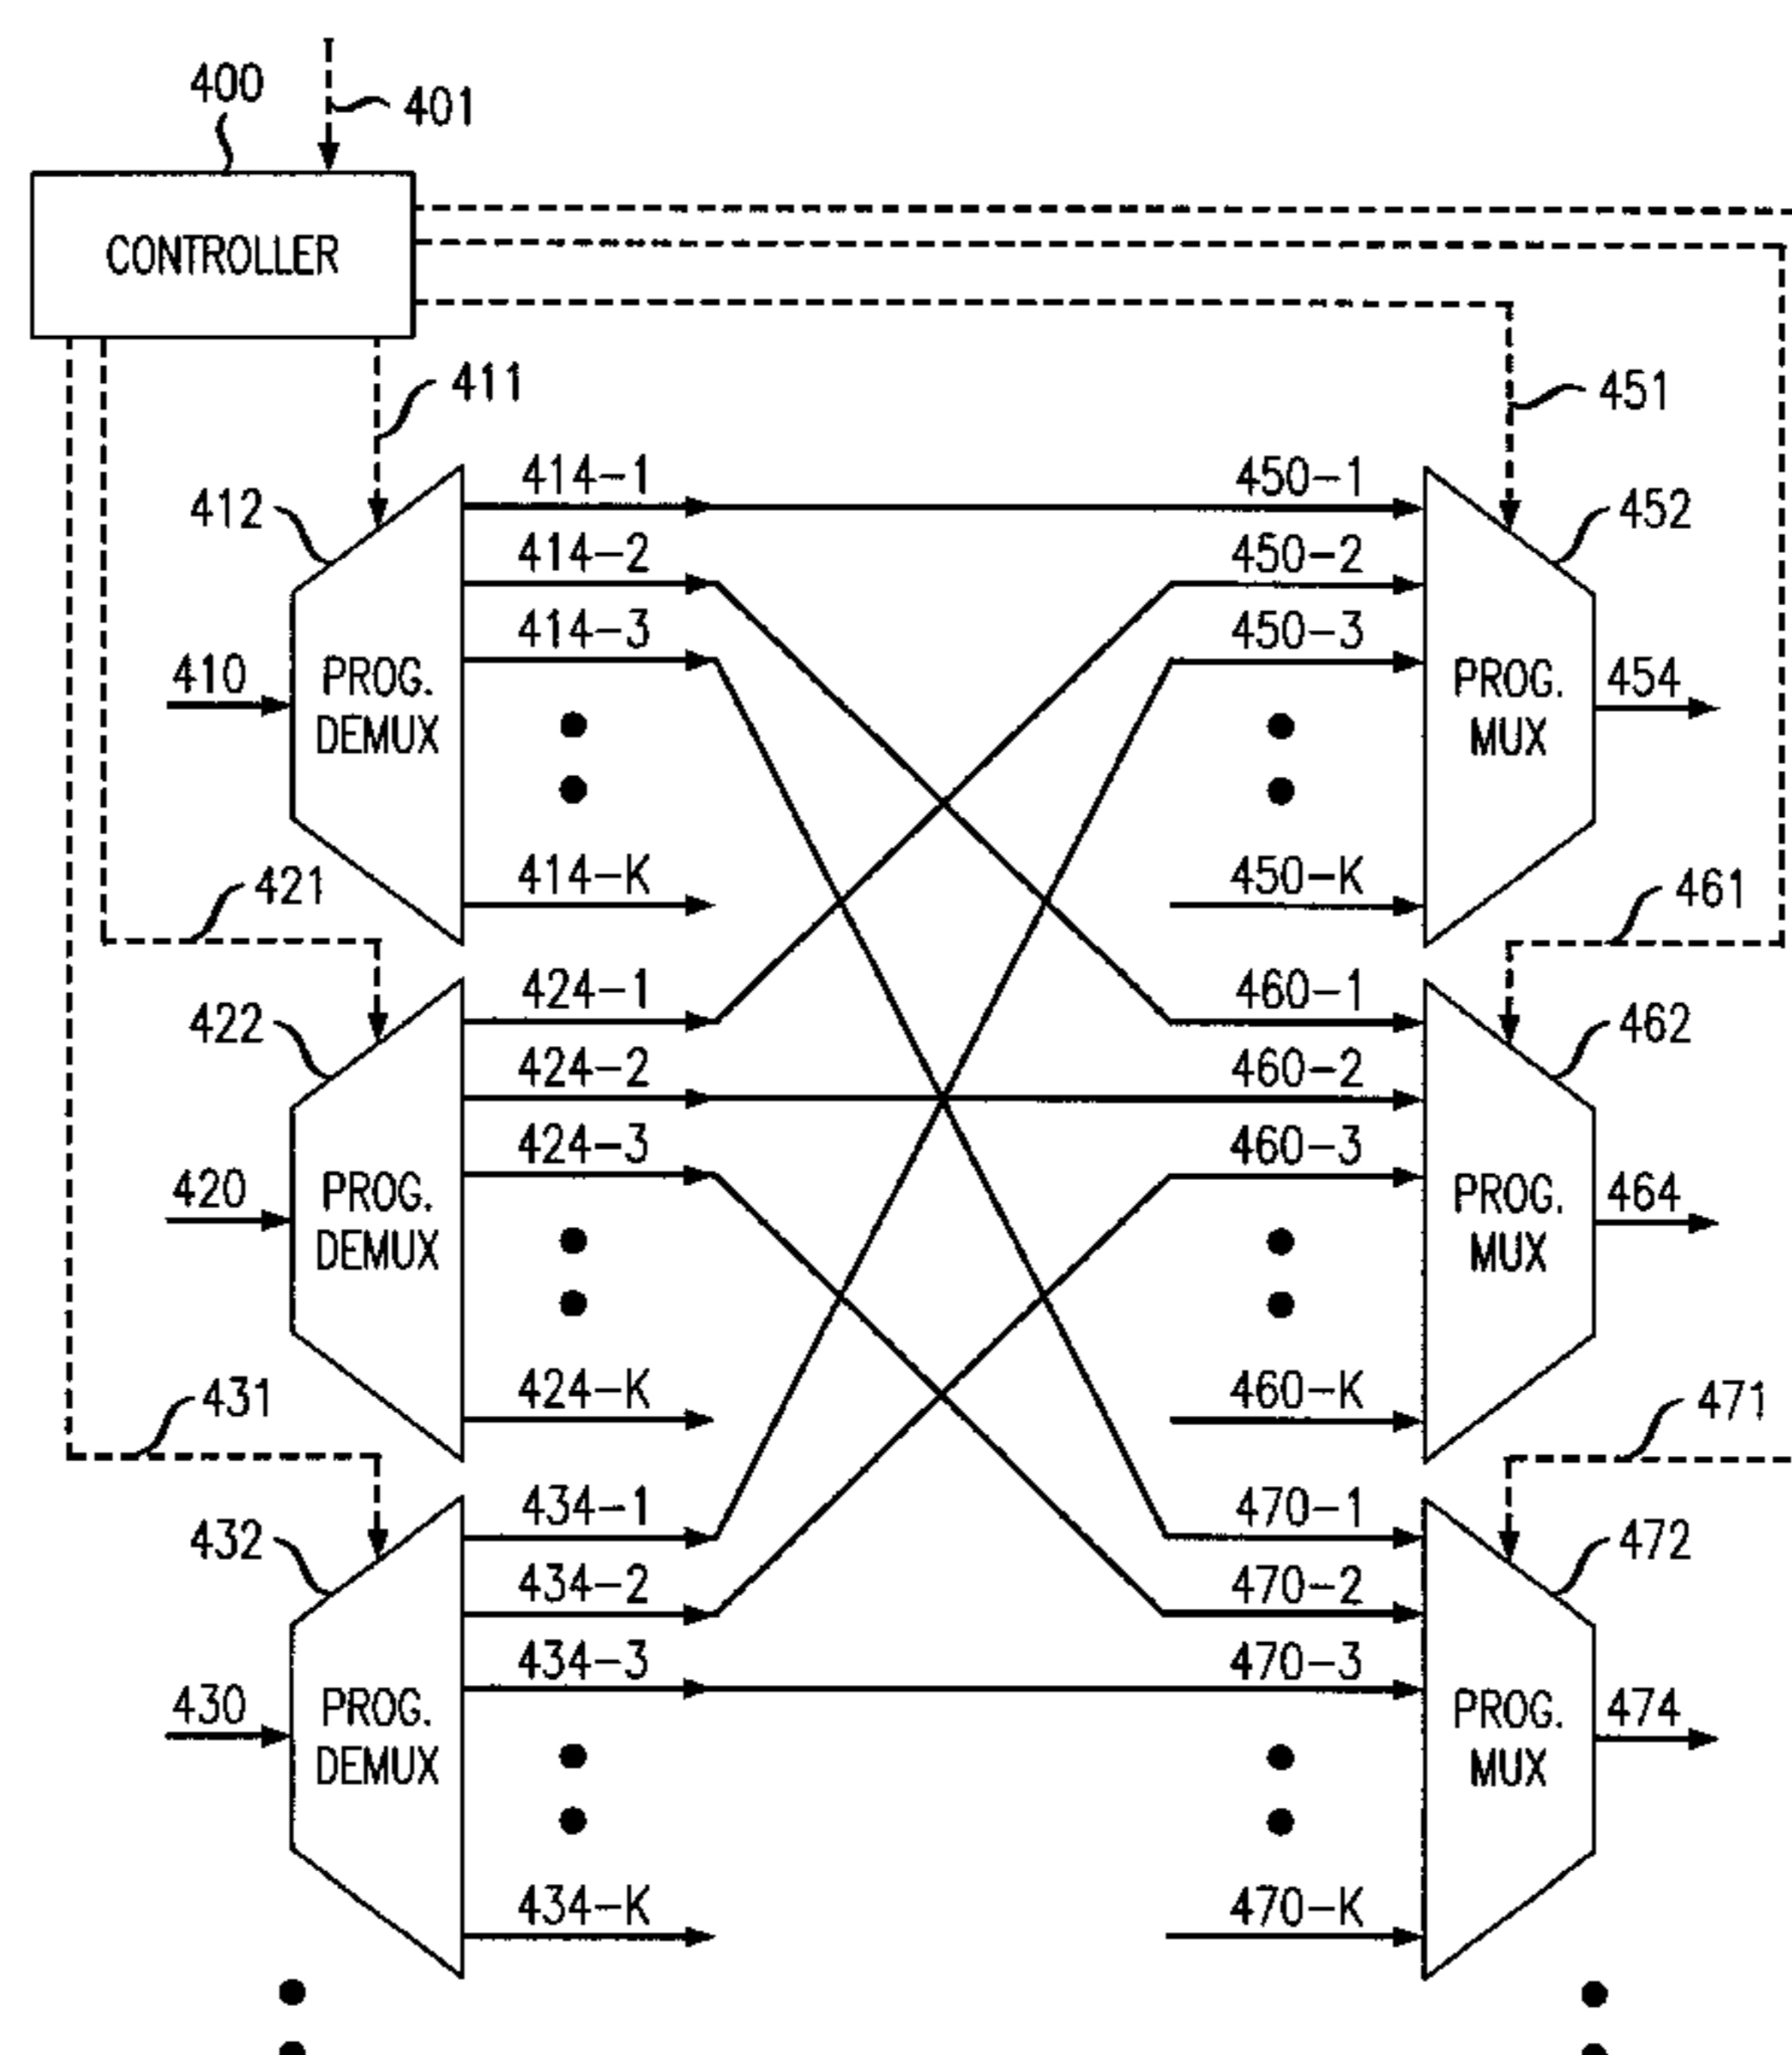 400
401
CONTROLLER
411
451
414-1
450-1
412
452
414-2
450-2
414-3
450-3
410
PROG.
DEMUX
PROG.
MUX
454
414-K
450-K
421
461
424-1
460-1
422
462
424-2
460-2
424-3
460-3
420
PROG.
DEMUX
PROG.
MUX
464
424-K
460-K
431
471
434-1
470-1
432
472
434-2
470-2
434-3
470-3
430
PROG.
DEMUX
PROG.
MUX
474
434-K
470-K